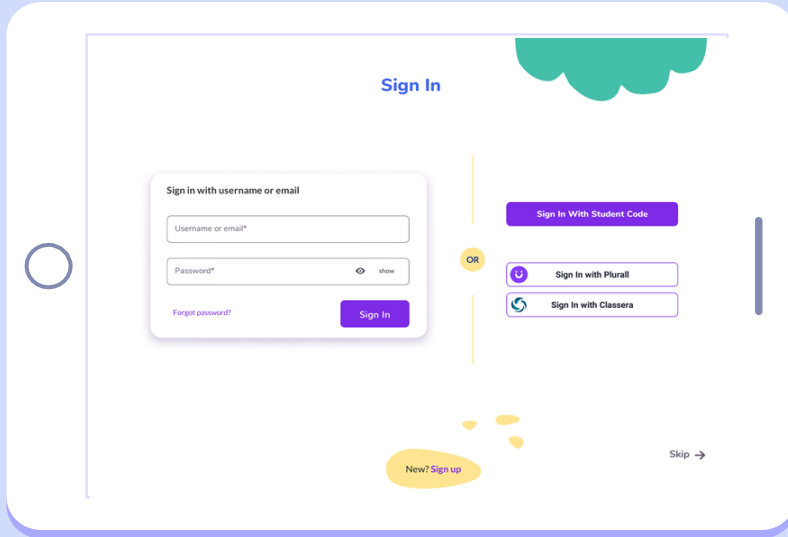 Sign In
Sign in with username or email
Username or email*
Password*
show
Forgot password?
Sign In
OR
Sign In With Student Code
Sign In with Plurall
Sign In with Classera
New? Sign up
Skip →